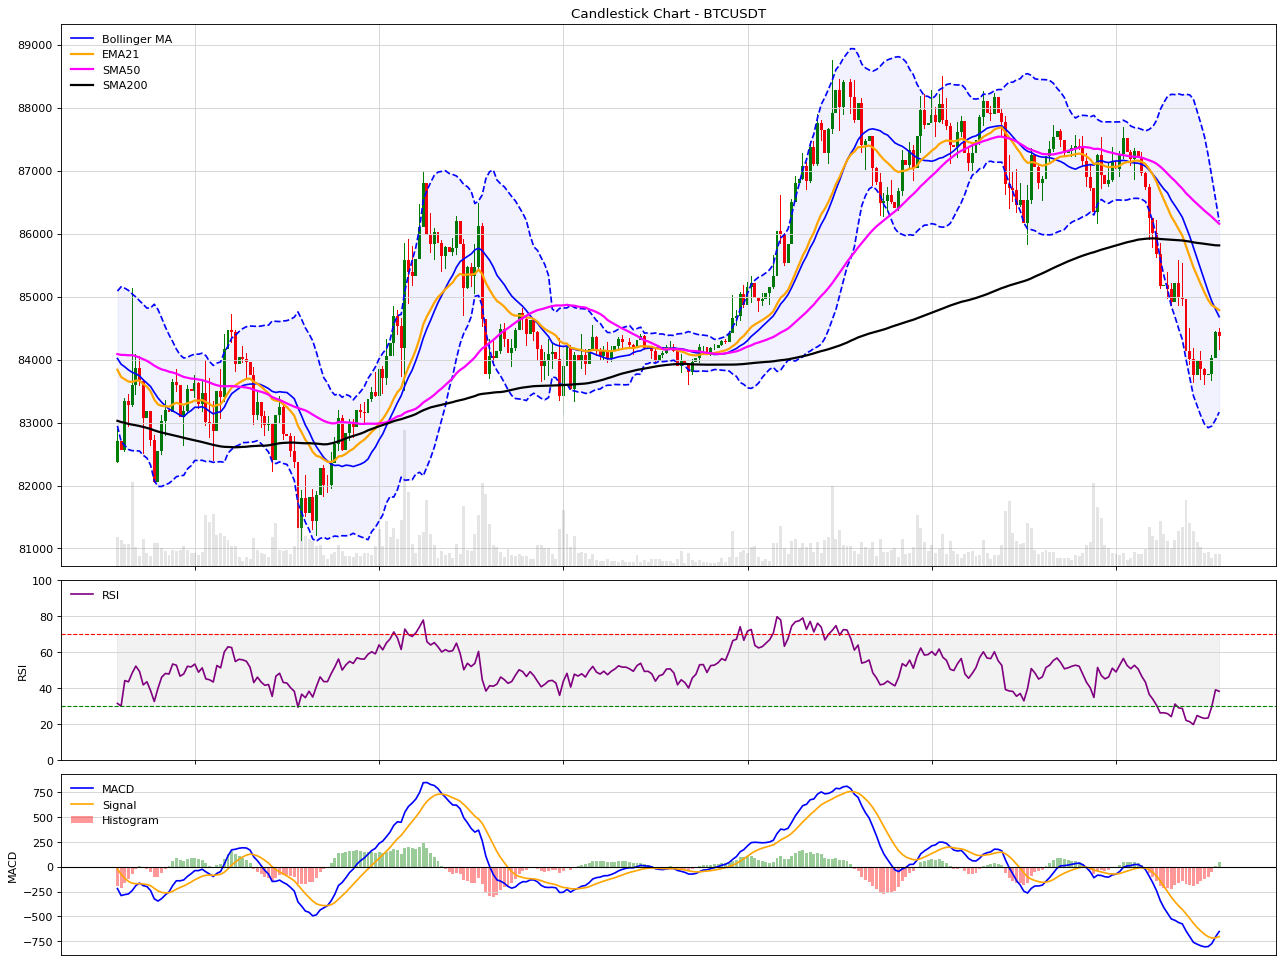 Candlestick Chart - BTCUSDT
Bollinger MA
EMA21
SMA50
SMA200
89000
88000
87000
86000
85000
84000
83000
82000
81000
RSI
RSI
100
80
60
40
20
0
MACD
Signal
Histogram
MACD
750
500
250
0
−250
−500
−750